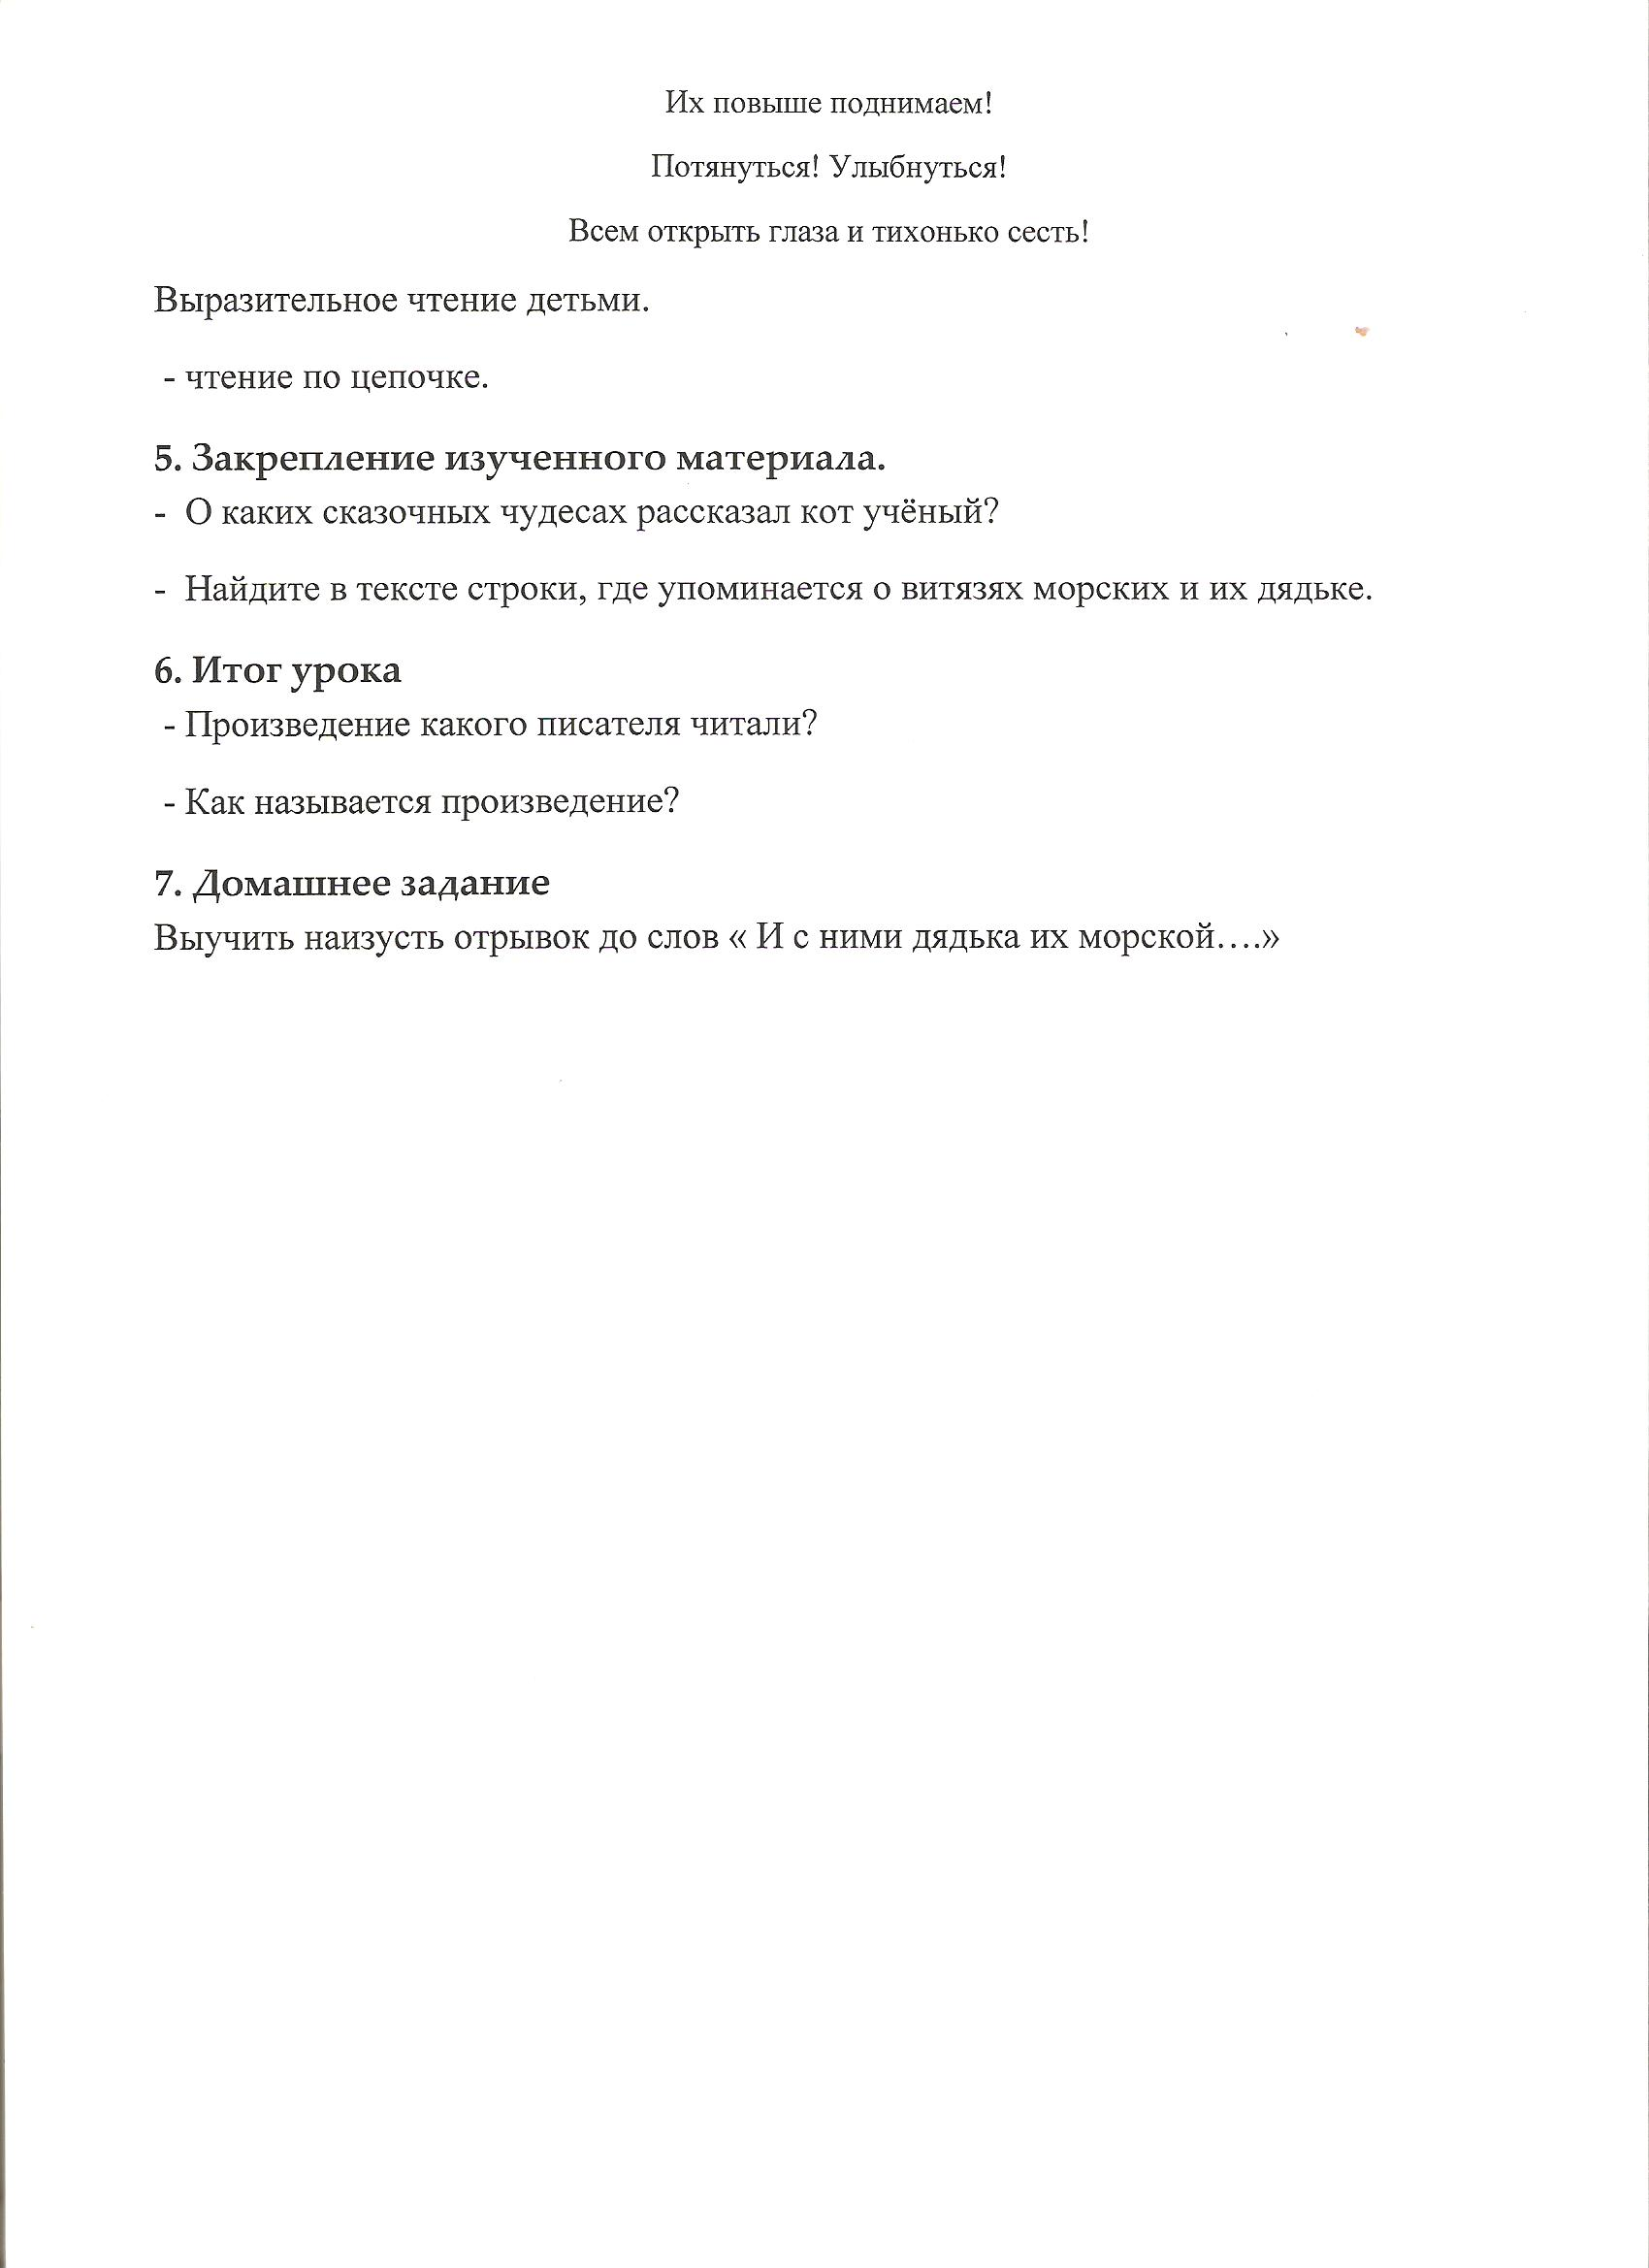 Их повыше поднимаем!
Потянуться! Улыбнуться!
Всем открыть глаза и тихонько сесть!
Выразительное чтение детьми.
- чтение по цепочке.
5. Закрепление изученного материала.
- О каких сказочных чудесах рассказал кот учёный?
- Найдите в тексте строки, где упоминается о витязях морских и их дядьке.
6. Итог урока
- Произведение какого писателя читали?
- Как называется произведение?
7. Домашнее задание
Выучить наизусть отрывок до слов « И с ними дядька их морской….»